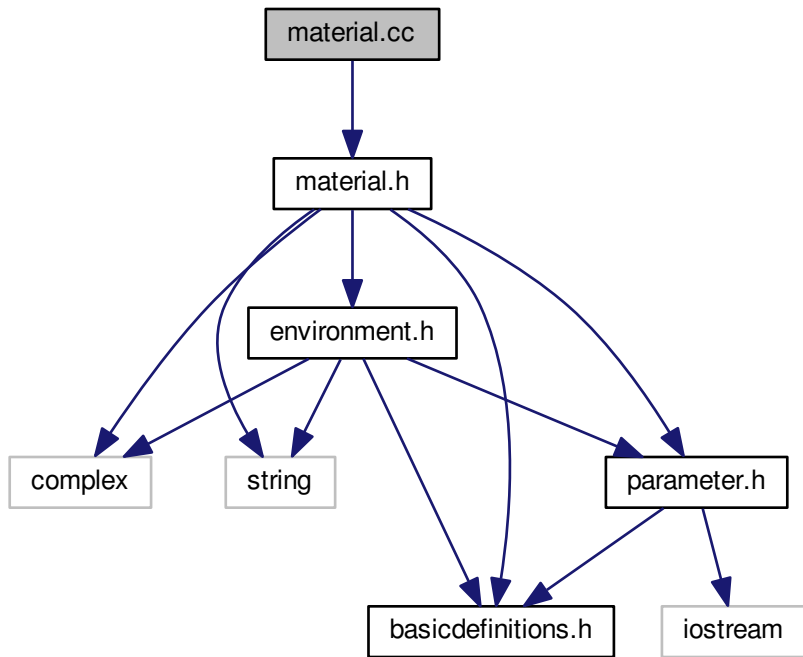 material.cc
material.h
environment.h
complex
string
parameter.h
basicdefinitions.h
iostream